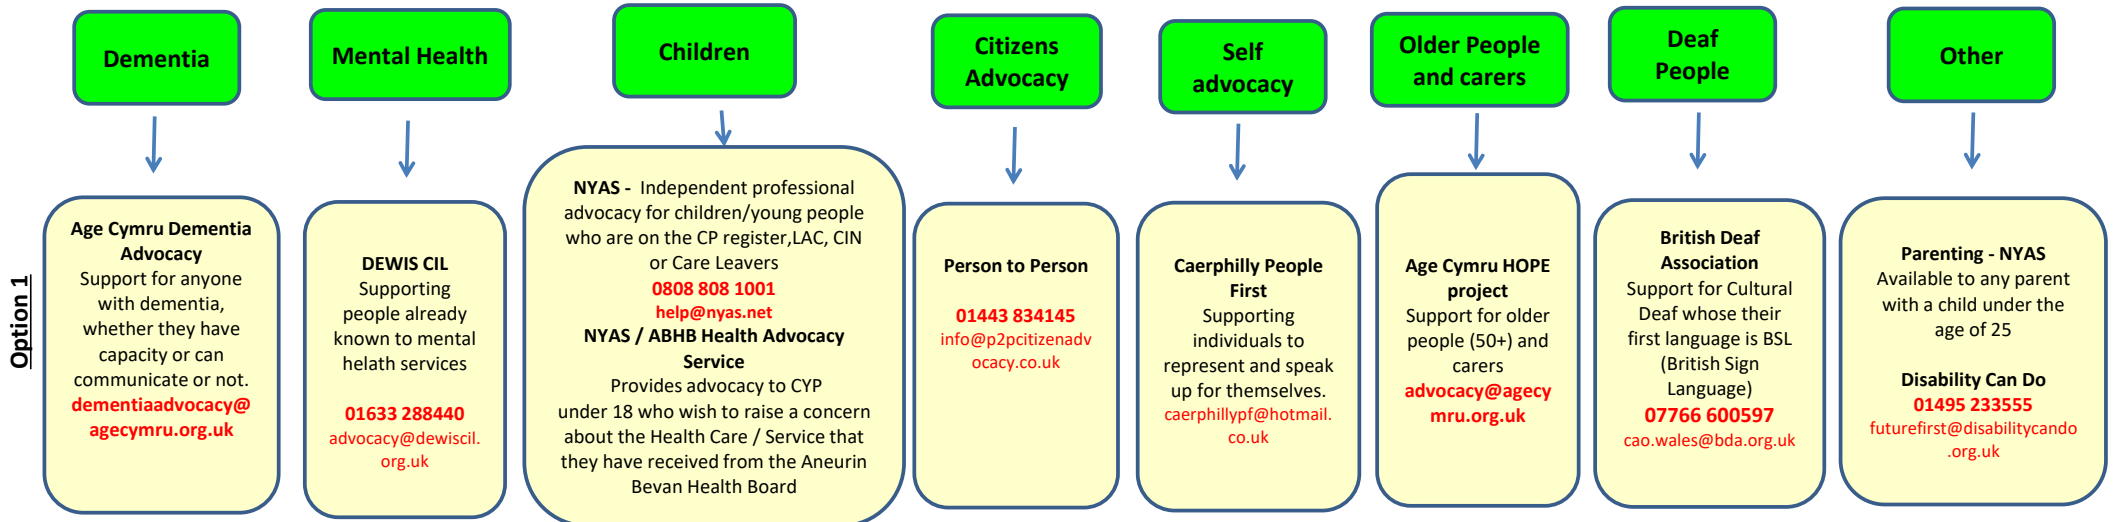 Option 1
Dementia
Age Cymru Dementia
Advocacy
Support for anyone
with dementia,
whether they have
capacity or can
communicate or not.
dementiaadvocacy@
agecymru.org.uk
Mental Health
DEWIS CIL
Supporting
people already
known to mental
helath services
01633 288440
advocacy@dewiscil.
org.uk
Children
NYAS - Independent professional
advocacy for children/young people
who are on the CP register,LAC, CIN
or Care Leavers
0808 808 1001
help@nyas.net
NYAS / ABHB Health Advocacy
Service
Provides advocacy to CYP
under 18 who wish to raise a concern
about the Health Care / Service that
they have received from the Aneurin
Bevan Health Board
Citizens
Advocacy
Person to Person
01443 834145
info@p2pcitizenadv
ocacy.co.uk
Self
advocacy
Caerphilly People
First
Supporting
individuals to
represent and speak
up for themselves.
caerphillypf@hotmail.
co.uk
Older People
and carers
Age Cymru HOPE
project
Support for older
people (50+) and
carers
advocacy@agecy
mru.org.uk
Deaf
People
British Deaf
Association
Support for Cultural
Deaf whose their
first language is BSL
(British Sign
Language)
07766 600597
cao.wales@bda.org.uk
Other
Parenting - NYAS
Available to any parent
with a child under the
age of 25
Disability Can Do
01495 233555
futurefirst@disabilitycando
.org.uk